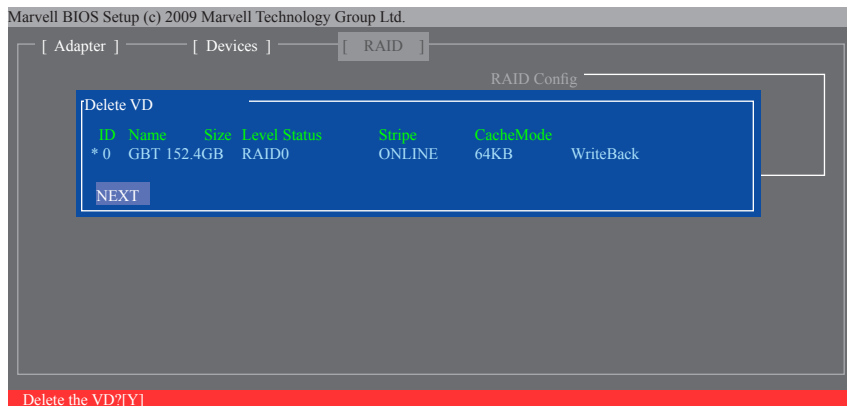 Marvell BIOS Setup (c) 2009 Marvell Technology Group Ltd.
[ Adapter ] [ Devices ] [ RAID ]
RAID Config
Delete VD
ID Name Size Level Status Stripe CacheMode
* 0 GBT 152.4GB RAID0 ONLINE 64KB WriteBack
NEXT
Delete the VD?[Y]